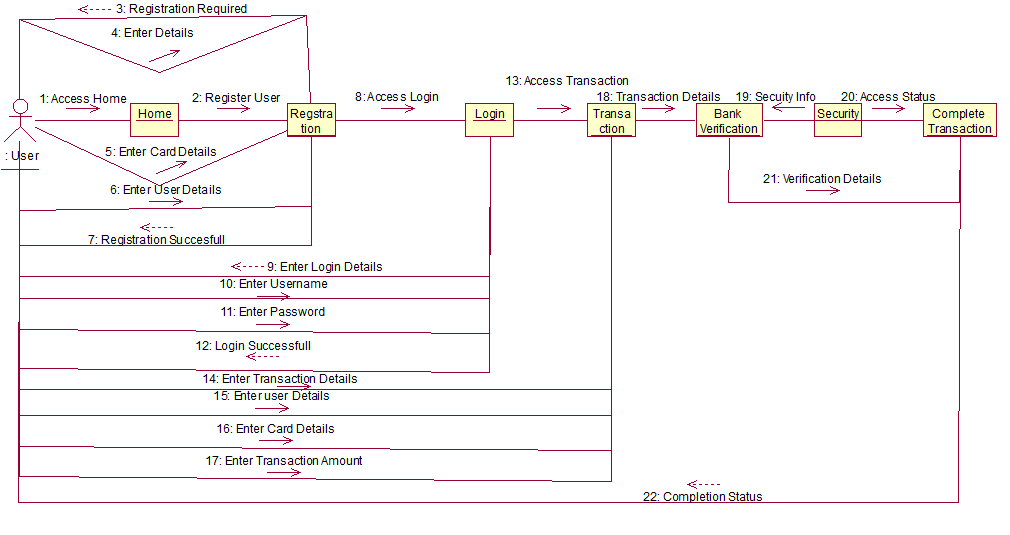 3: Registration Required
4: Enter Details
13: Access Transaction
1: Access Home
2: Register User
8: Access Login
18: Transaction Details
19: Secuity Info
20: Access Status
Home
Regstra
tion
Login
Transa
ction
Bank
Verification
Security
Complete
Transaction
: User
5: Enter Card Details
6: Enter User Details
21: Verification Details
7: Registration Succesfull
9: Enter Login Details
10: Enter Username
11: Enter Password
12: Login Successfull
14: Enter Transaction Details
15: Enter user Details
16: Enter Card Details
17: Enter Transaction Amount
22: Completion Status